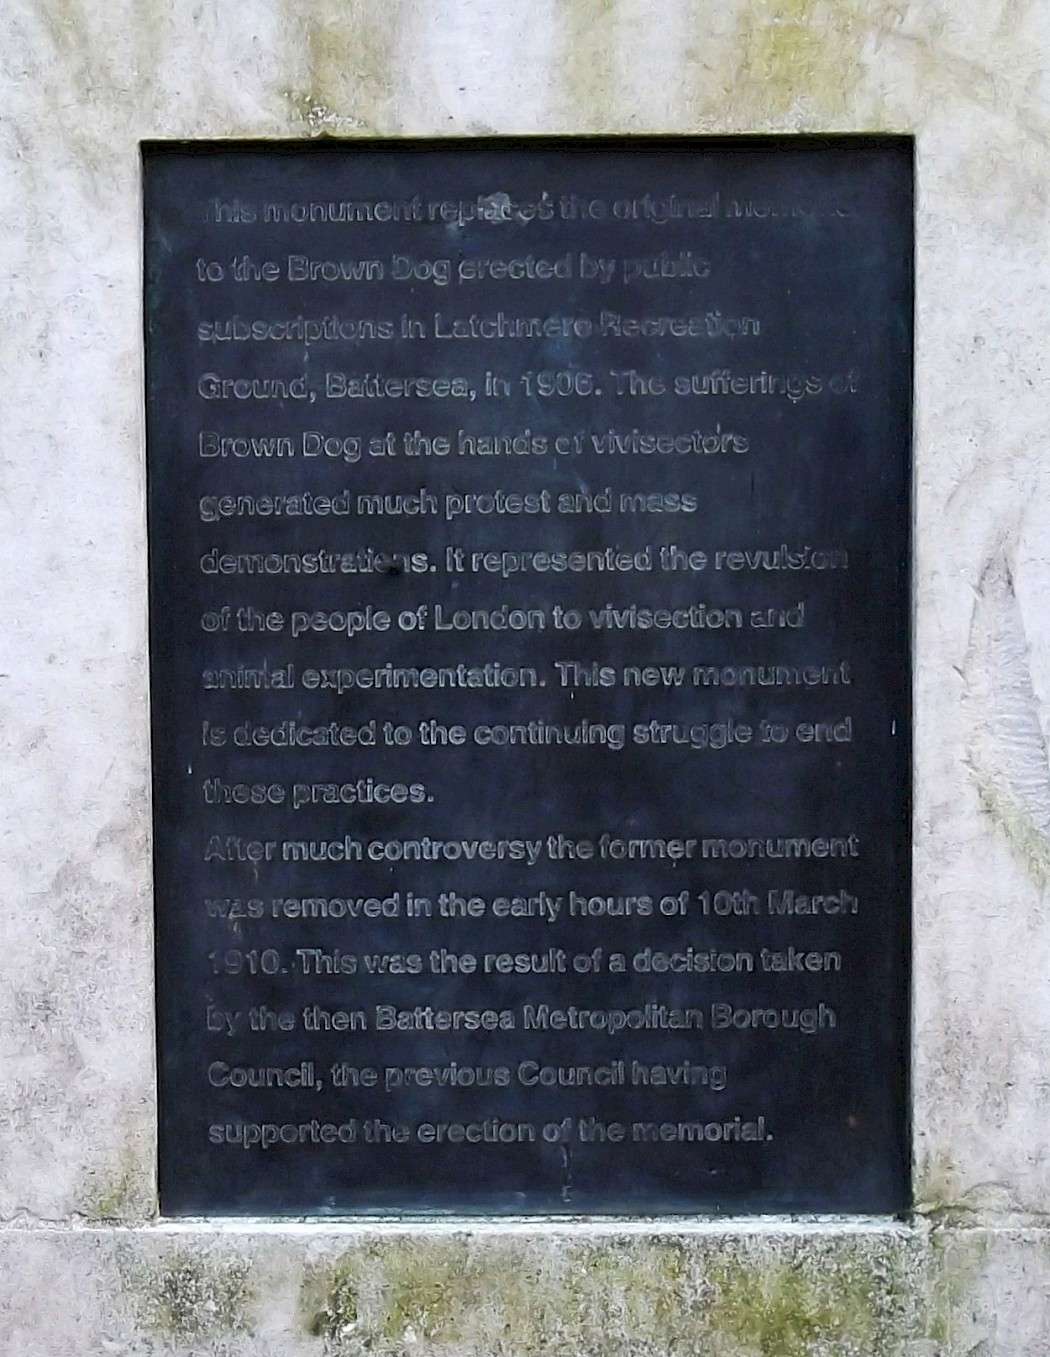 This monument replaces the original memorial
to the Brown Dog erected by public
subscriptions in Latchmere Recreation
Ground, Battersea, in 1906. The sufferings of
Brown Dog at the hands of vivisectors
generated much protest and mass
demonstrations. It represented the revulsion
of the people of London to vivisection and
animal experimentation. This new monument
is dedicated to the continuing struggle to end
these practices.
After much controversy the former monument
was removed in the early hours of 10th March
1910. This was the result of a decision taken
by the then Battersea Metropolitan Borough
Council, the previous Council having
supported the erection of the memorial.